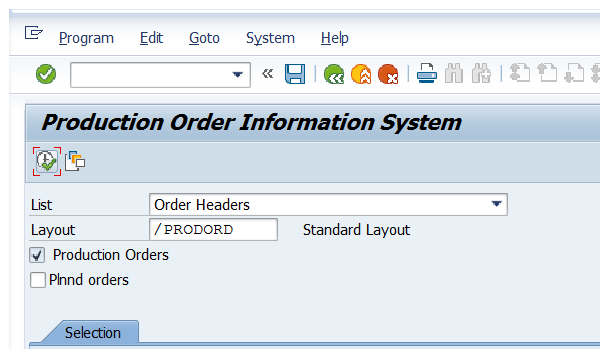 Program Edit Goto System Help
Production Order Information System
List Order Headers
Layout /PRODORD Standard Layout
Production Orders
Plnnd orders
Selection